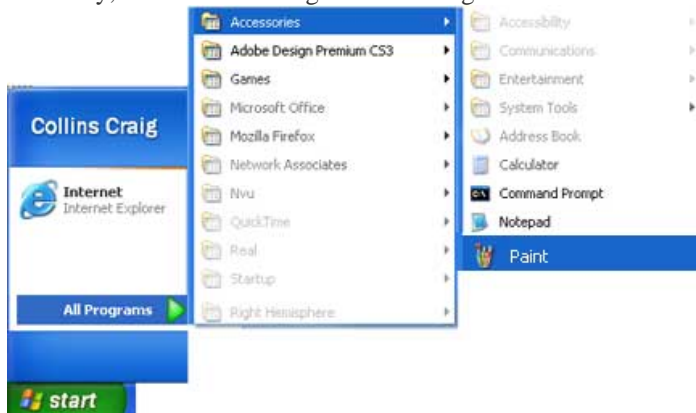 Accessories
Adobe Design Premium CS3
Games
Microsoft Office
Mozilla Firefox
Network Associates
Nvu
QuickTime
Real
Startup
Right Hemisphere
Accessibility
Communications
Entertainment
System Tools
Address Book
Calculator
Command Prompt
Notepad
Paint
Collins Craig
Internet
Internet Explorer
All Programs
start